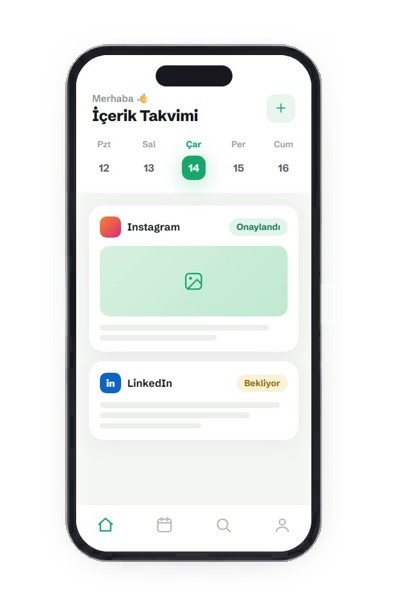 Merhaba 👋
İçerik Takvimi
+
Pzt Sal Çar Per Cum
12 13 14 15 16
Instagram Onaylandı
in LinkedIn Bekliyor